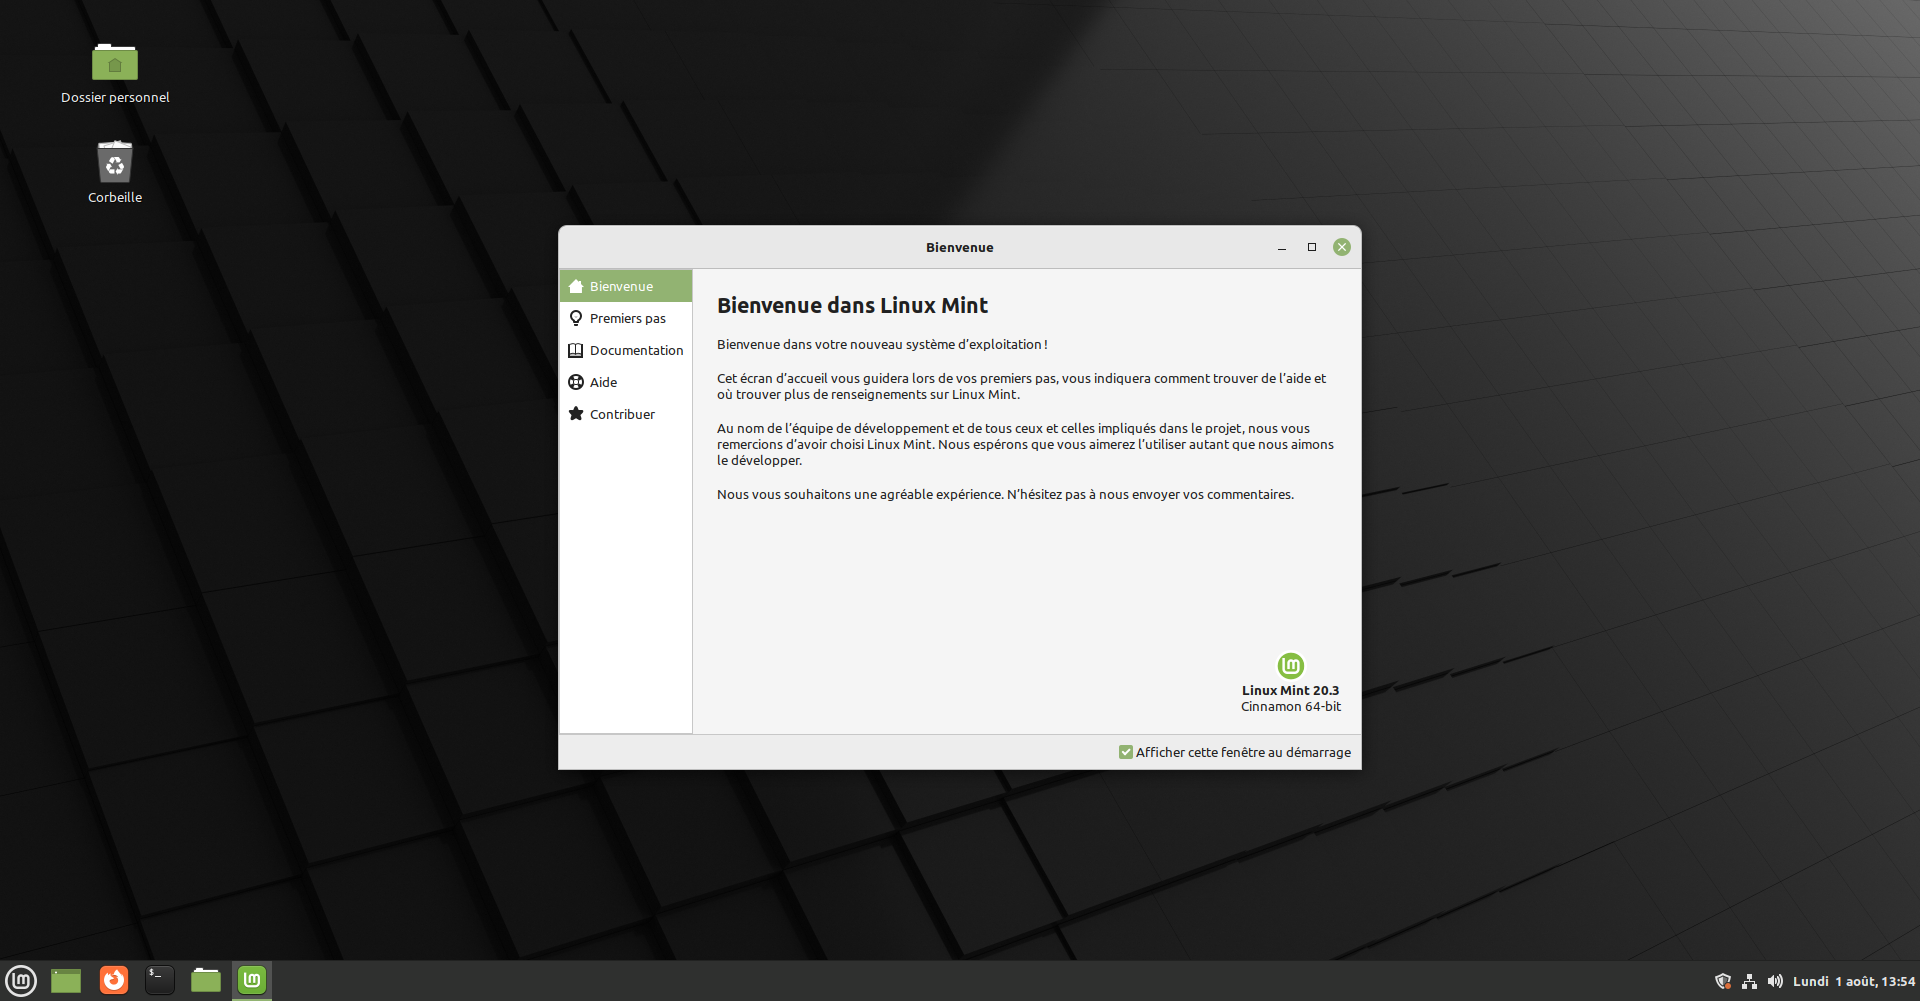 Dossier personnel
Corbeille
Bienvenue
Bienvenue
Premiers pas
Documentation
Aide
Contribuer
Bienvenue dans Linux Mint
Bienvenue dans votre nouveau système d’exploitation !
Cet écran d’accueil vous guidera lors de vos premiers pas, vous indiquera comment trouver de l’aide et
où trouver plus de renseignements sur Linux Mint.
Au nom de l’équipe de développement et de tous ceux et celles impliqués dans le projet, nous vous
remercions d’avoir choisi Linux Mint. Nous espérons que vous aimerez l’utiliser autant que nous aimons
le développer.
Nous vous souhaitons une agréable expérience. N’hésitez pas à nous envoyer vos commentaires.
Linux Mint 20.3
Cinnamon 64-bit
Afficher cette fenêtre au démarrage
$_
Lundi 1 août, 13:54